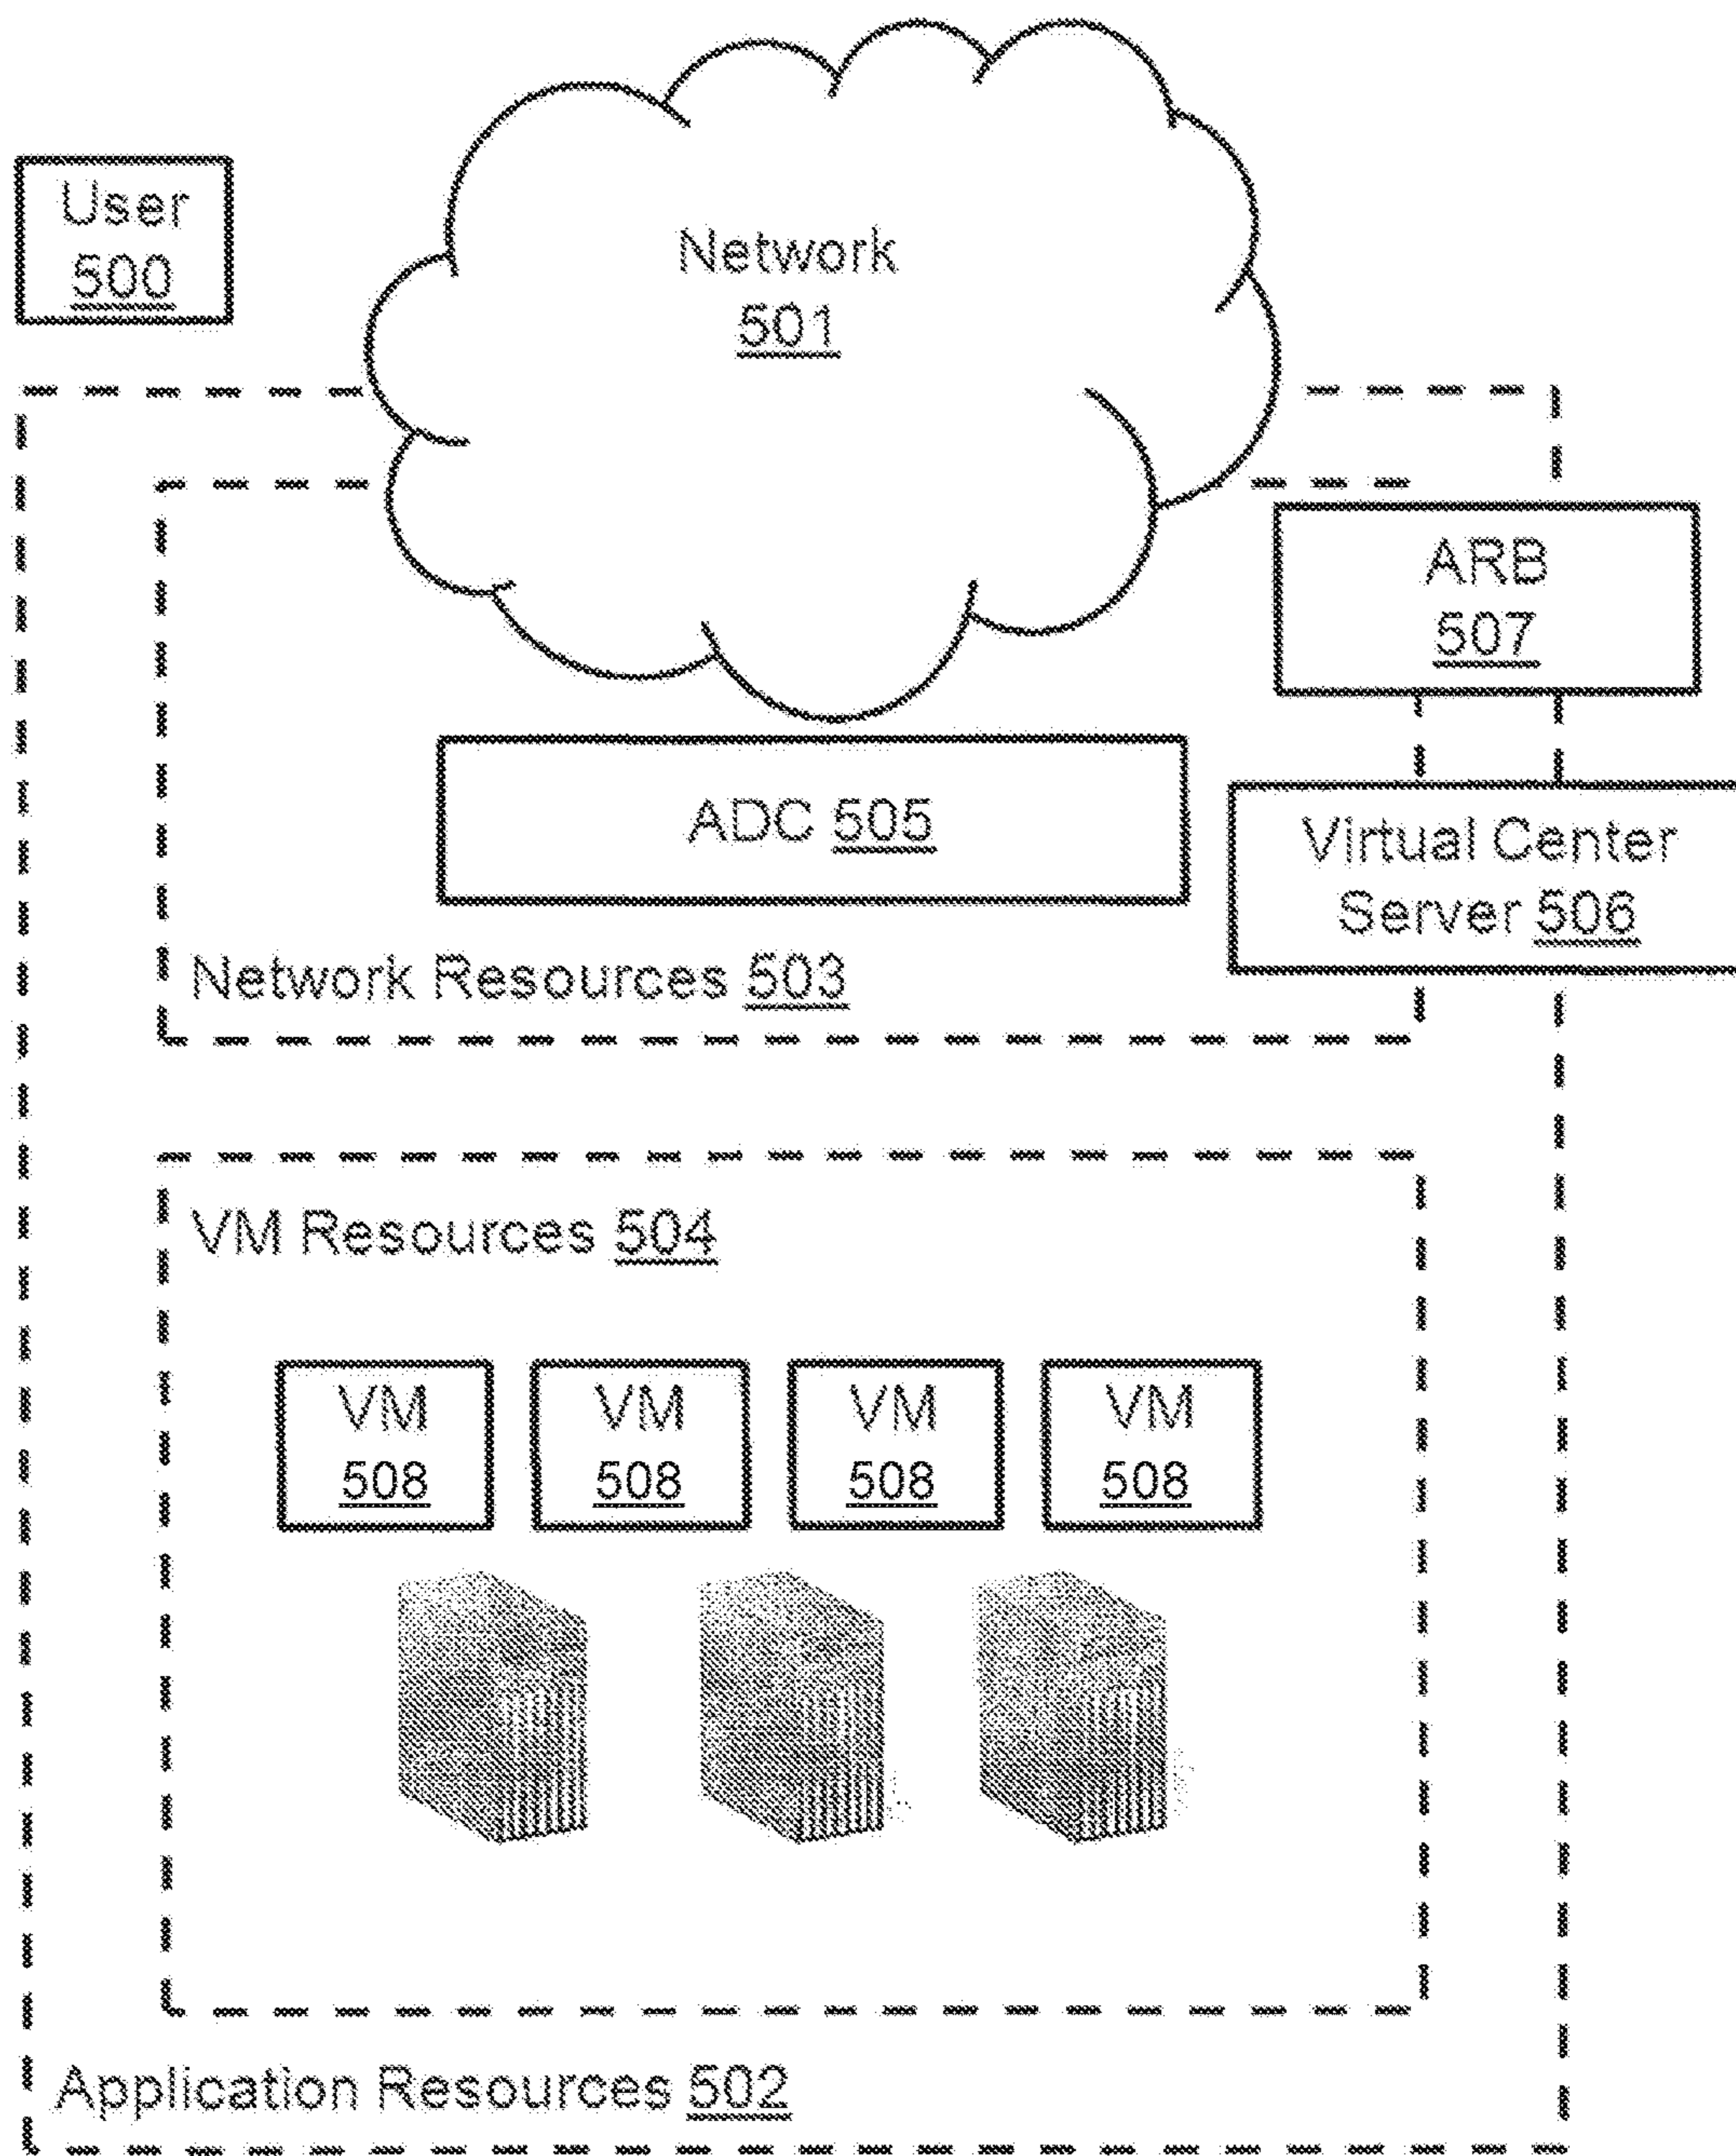 User
500
Network
501
ARB
507
ADC 505
Virtual Center
Server 506
Network Resources 503
VM Resources 504
VM
508
VM
508
VM
508
VM
508
Application Resources 502